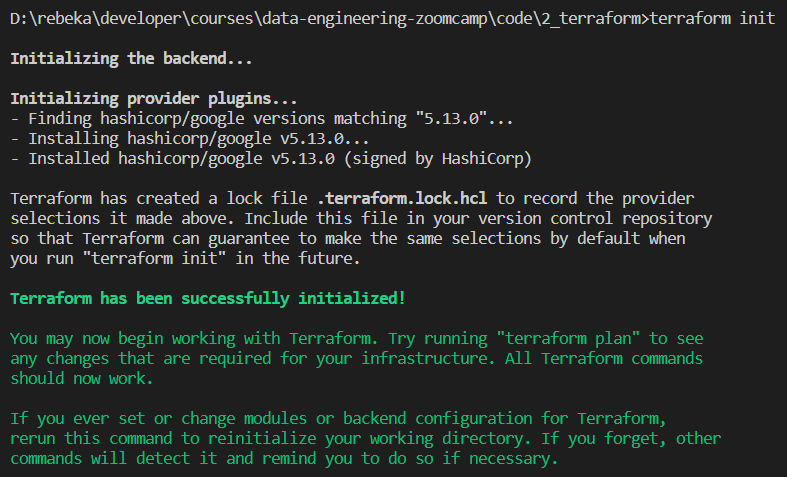 D:\rebeka\developer\courses\data-engineering-zoomcamp\code\2_terraform>terraform init
Initializing the backend...
Initializing provider plugins...
- Finding hashicorp/google versions matching "5.13.0"...
- Installing hashicorp/google v5.13.0...
- Installed hashicorp/google v5.13.0 (signed by HashiCorp)
Terraform has created a lock file .terraform.lock.hcl to record the provider
selections it made above. Include this file in your version control repository
so that Terraform can guarantee to make the same selections by default when
you run "terraform init" in the future.
Terraform has been successfully initialized!
You may now begin working with Terraform. Try running "terraform plan" to see
any changes that are required for your infrastructure. All Terraform commands
should now work.
If you ever set or change modules or backend configuration for Terraform,
rerun this command to reinitialize your working directory. If you forget, other
commands will detect it and remind you to do so if necessary.